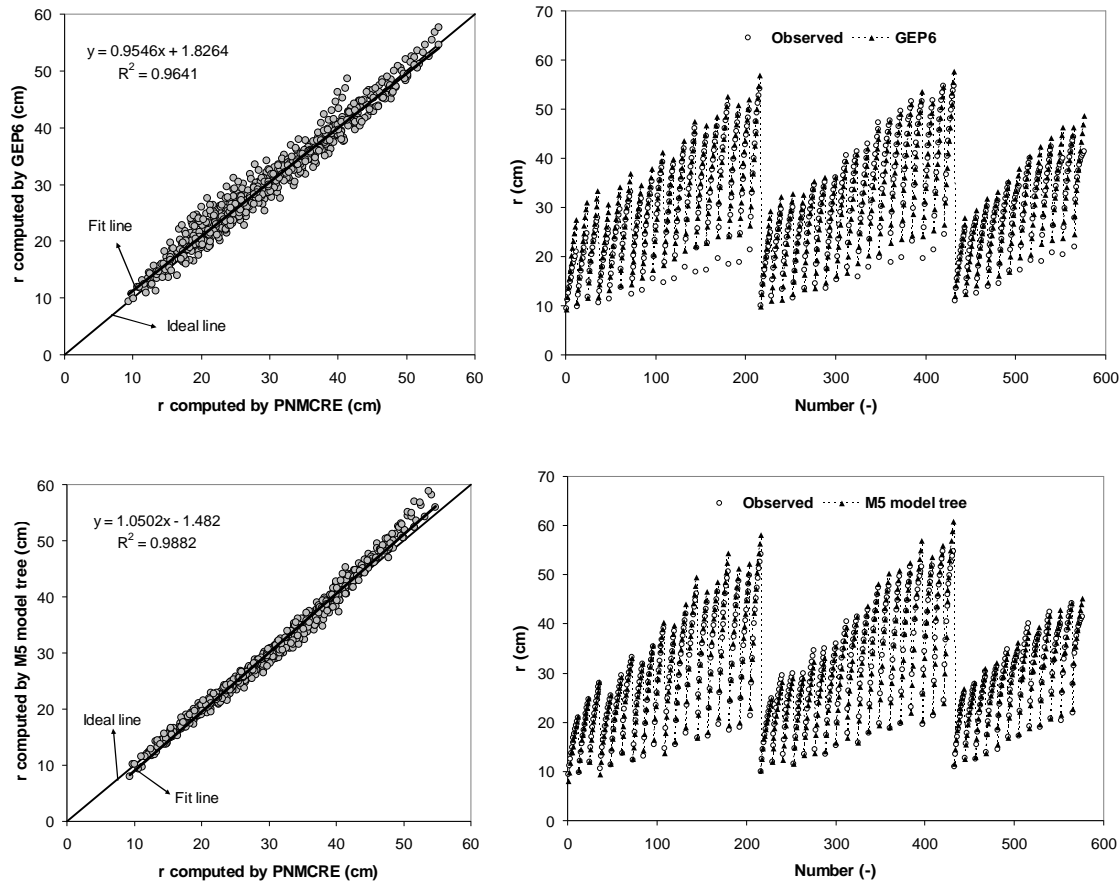 60
50
40
30
20
10
0
r computed by GEP6 (cm)
y = 0.9546x + 1.8264
R² = 0.9641
Fit line
Ideal line
0 10 20 30 40 50 60
r computed by PNMCRE (cm)
70
60
50
40
30
20
10
0
r (cm)
Observed GEP6
0 100 200 300 400 500 600
Number (-)
60
50
40
30
20
10
0
r computed by M5 model tree (cm)
y = 1.0502x - 1.482
R² = 0.9882
Ideal line
Fit line
0 10 20 30 40 50 60
r computed by PNMCRE (cm)
70
60
50
40
30
20
10
0
r (cm)
Observed M5 model tree
0 100 200 300 400 500 600
Number (-)